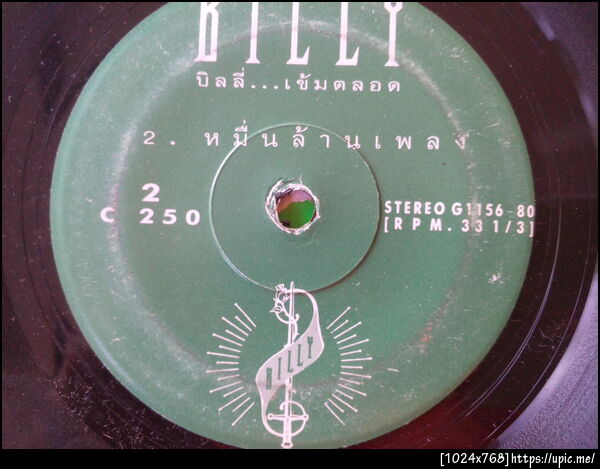 BILLY
บิลลี่...เข้มตลอด
2. หมื่นล้านเพลง
2
C 250
STEREO G1156-80
[RPM. 33 1/3]
BILLY
[1024x768]https://upic.me/